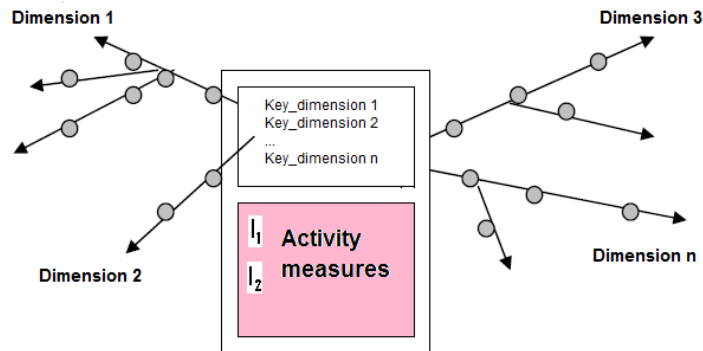 Dimension 1
Dimension 3
Key_dimension 1
Key_dimension 2
...
Key_dimension n
I1
Activity
measures
I2
Dimension 2
Dimension n